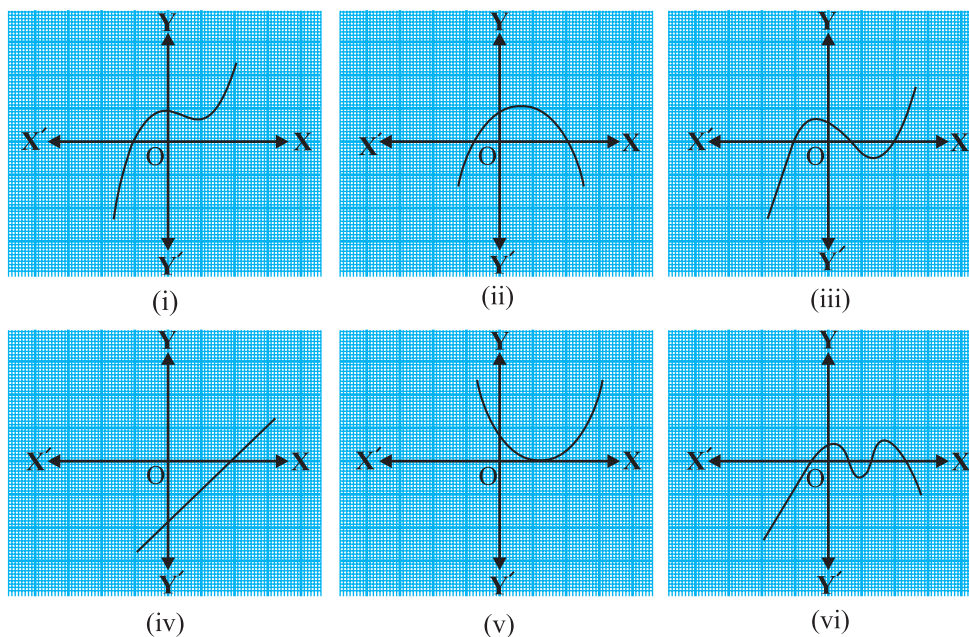 Y Y Y
X′ X X′ X X′ X
O O O
Y′ Y′ Y′
(i) (ii) (iii)
Y Y Y
X′ X X′ X X′ X
O O O
Y′ Y′ Y′
(iv) (v) (vi)